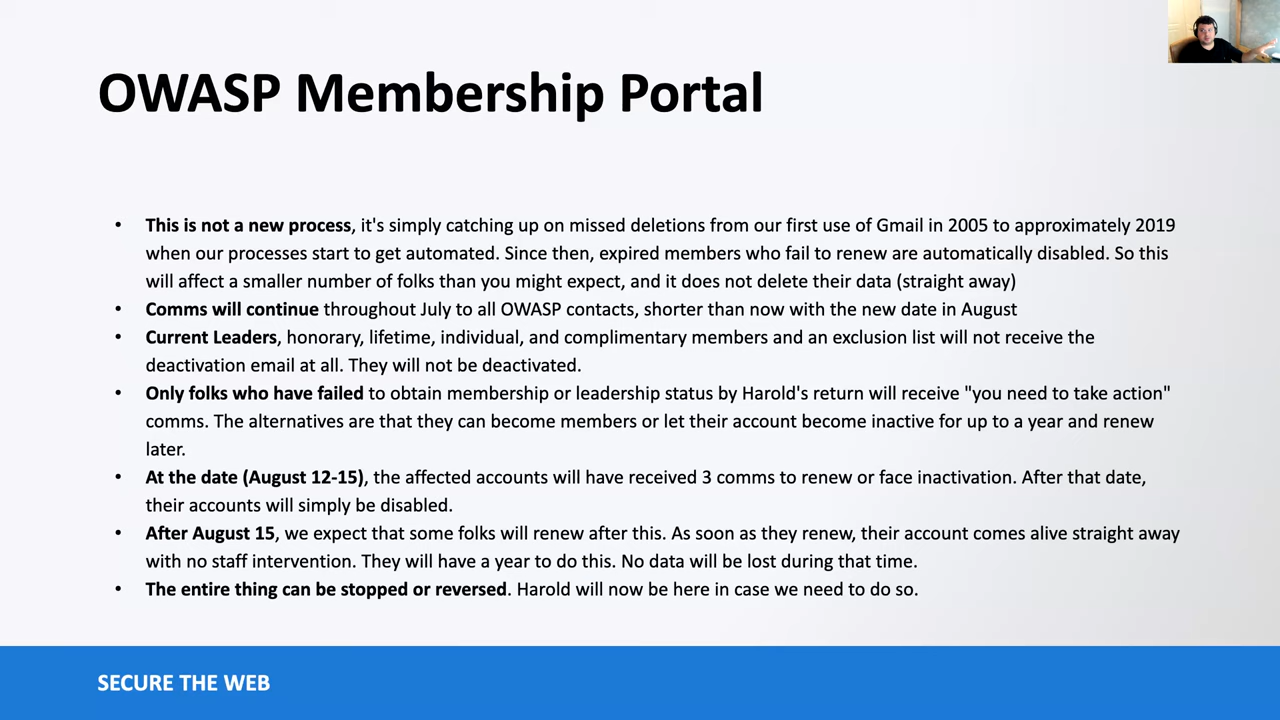 OWASP Membership Portal
• This is not a new process, it's simply catching up on missed deletions from our first use of Gmail in 2005 to approximately 2019
when our processes start to get automated. Since then, expired members who fail to renew are automatically disabled. So this
will affect a smaller number of folks than you might expect, and it does not delete their data (straight away)
• Comms will continue throughout July to all OWASP contacts, shorter than now with the new date in August
• Current Leaders, honorary, lifetime, individual, and complimentary members and an exclusion list will not receive the
deactivation email at all. They will not be deactivated.
• Only folks who have failed to obtain membership or leadership status by Harold's return will receive "you need to take action"
comms. The alternatives are that they can become members or let their account become inactive for up to a year and renew
later.
• At the date (August 12-15), the affected accounts will have received 3 comms to renew or face inactivation. After that date,
their accounts will simply be disabled.
• After August 15, we expect that some folks will renew after this. As soon as they renew, their account comes alive straight away
with no staff intervention. They will have a year to do this. No data will be lost during that time.
• The entire thing can be stopped or reversed. Harold will now be here in case we need to do so.
SECURE THE WEB